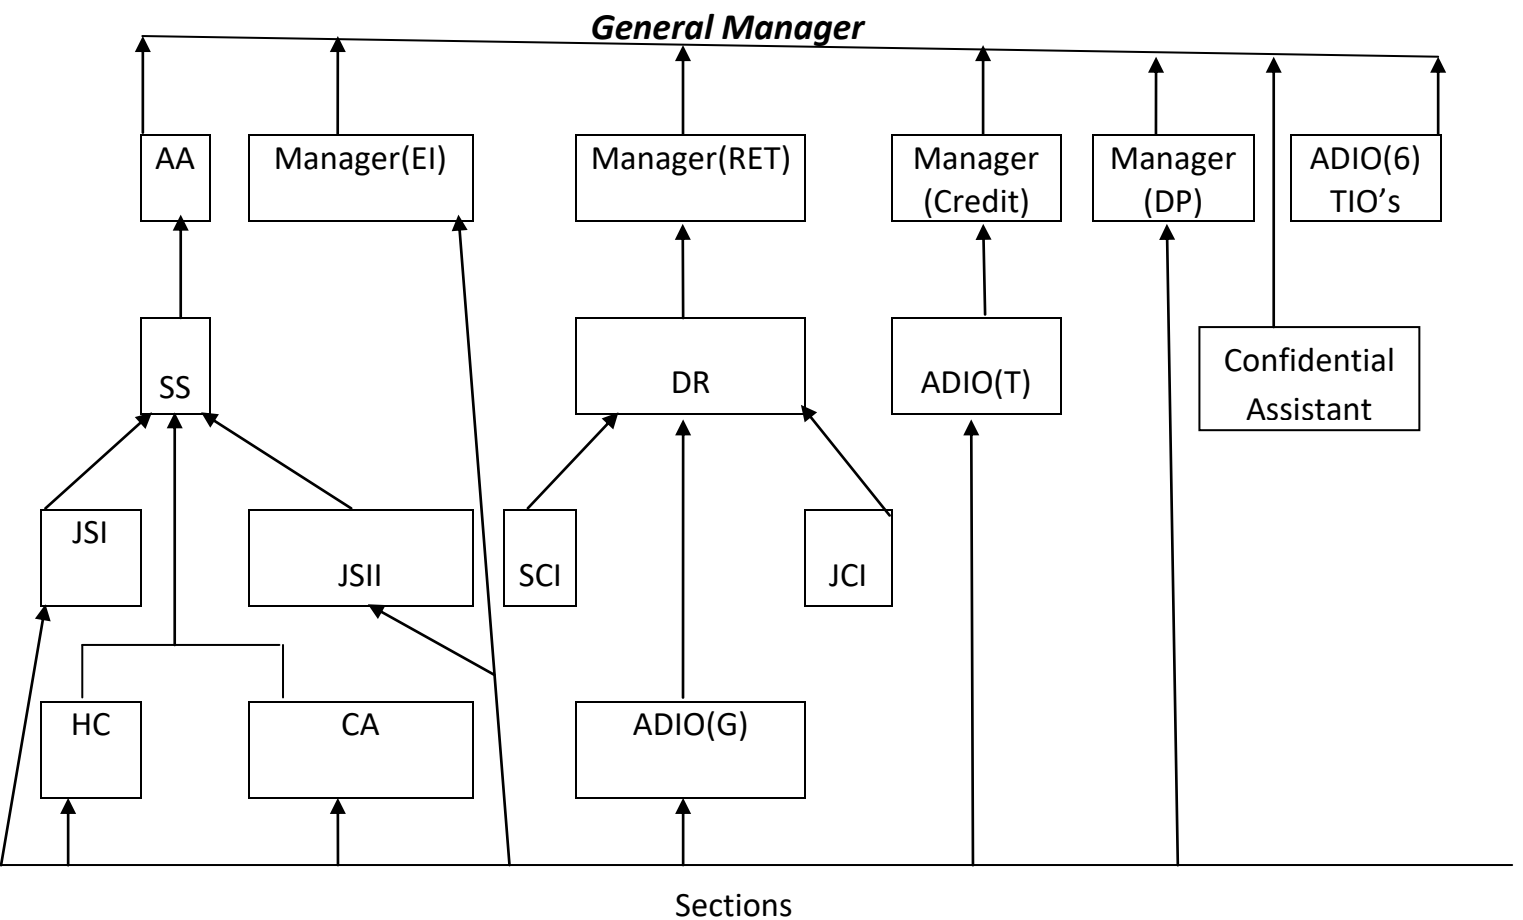 General Manager
AA
Manager(EI)
Manager(RET)
Manager
(Credit)
Manager
(DP)
ADIO(6)
TIO’s
SS
DR
ADIO(T)
Confidential
Assistant
JSI
JSII
SCI
JCI
HC
CA
ADIO(G)
Sections